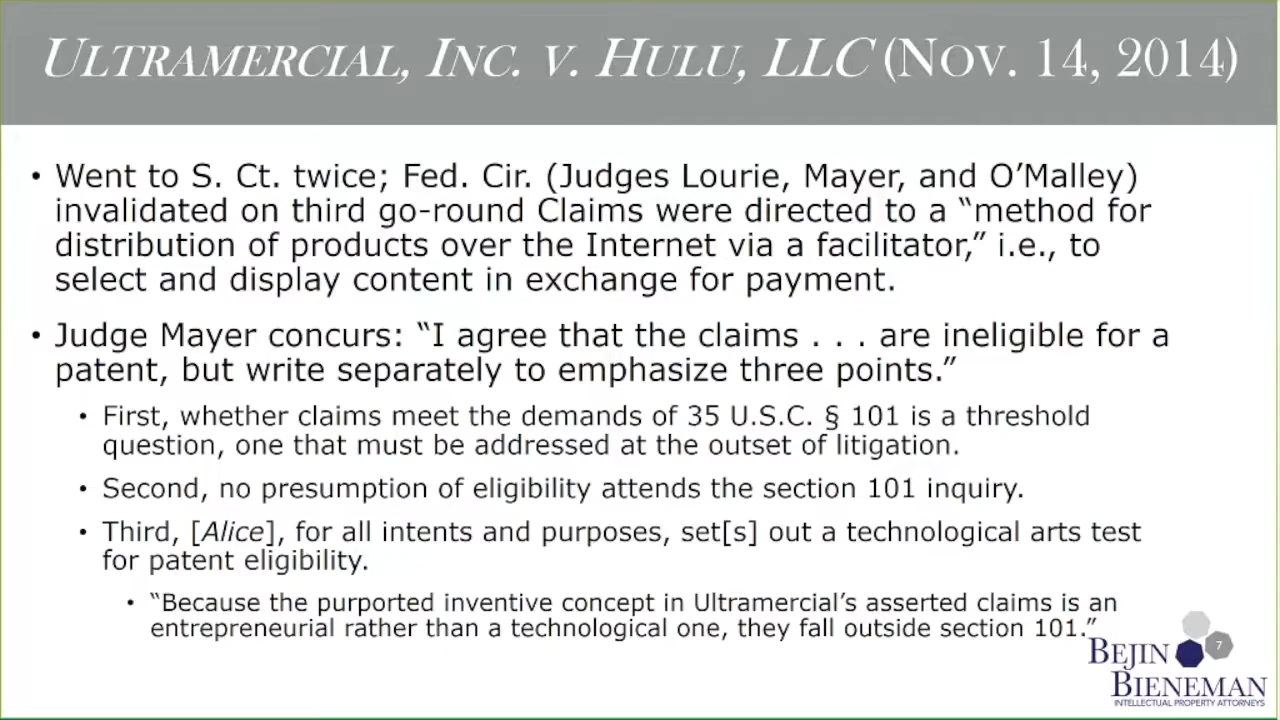 ULTRAMERCIAL, INC. V. HULU, LLC (NOV. 14, 2014)
• Went to S. Ct. twice; Fed. Cir. (Judges Lourie, Mayer, and O’Malley)
invalidated on third go-round Claims were directed to a “method for
distribution of products over the Internet via a facilitator,” i.e., to
select and display content in exchange for payment.
• Judge Mayer concurs: “I agree that the claims . . . are ineligible for a
patent, but write separately to emphasize three points.”
• First, whether claims meet the demands of 35 U.S.C. § 101 is a threshold
question, one that must be addressed at the outset of litigation.
• Second, no presumption of eligibility attends the section 101 inquiry.
• Third, [Alice], for all intents and purposes, set[s] out a technological arts test
for patent eligibility.
• “Because the purported inventive concept in Ultramercial’s asserted claims is an
entrepreneurial rather than a technological one, they fall outside section 101.”
7
BEJIN
BIENEMAN
INTELLECTUAL PROPERTY ATTORNEYS